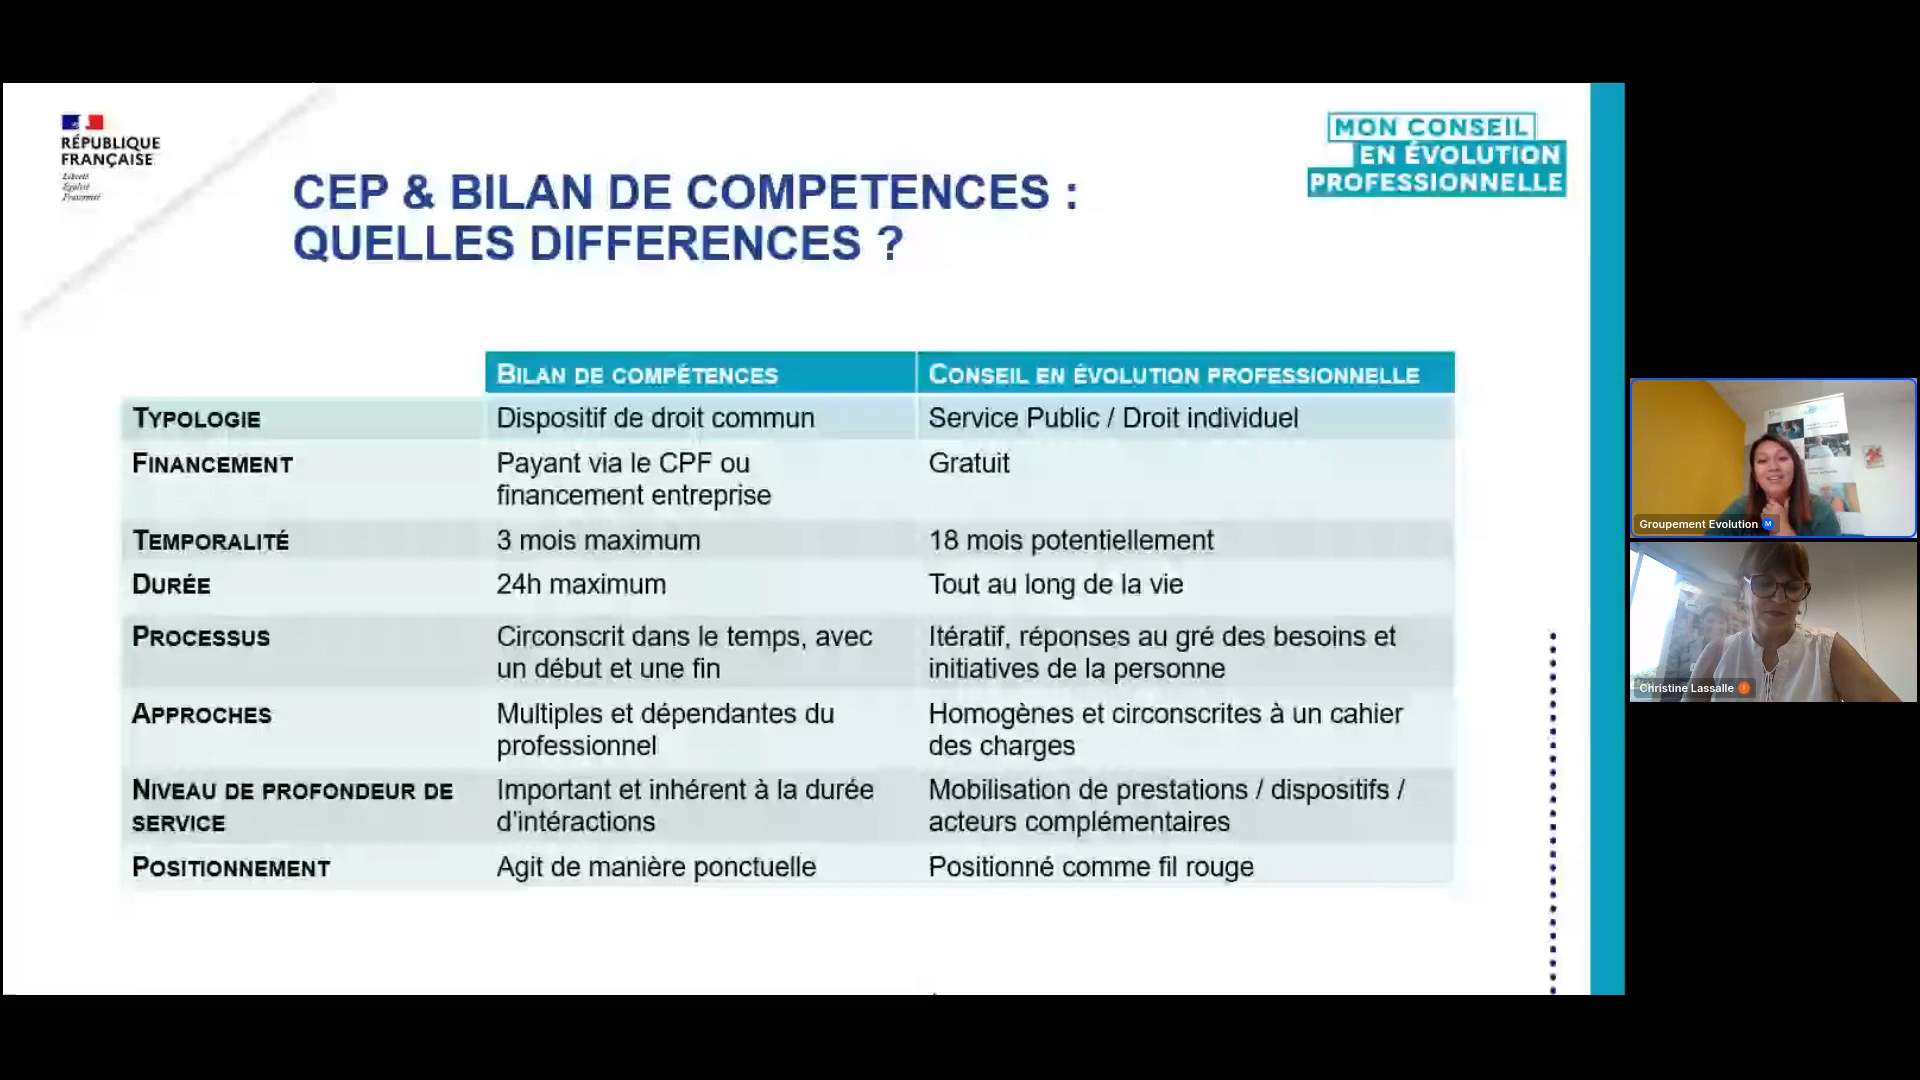 RÉPUBLIQUE
FRANÇAISE
Liberté
Égalité
Fraternité
MON CONSEIL
EN ÉVOLUTION
PROFESSIONNELLE
CEP & BILAN DE COMPETENCES :
QUELLES DIFFERENCES ?
BILAN DE COMPÉTENCES
CONSEIL EN ÉVOLUTION PROFESSIONNELLE
TYPOLOGIE
Dispositif de droit commun
Service Public / Droit individuel
FINANCEMENT
Payant via le CPF ou
financement entreprise
Gratuit
TEMPORALITÉ
3 mois maximum
18 mois potentiellement
DURÉE
24h maximum
Tout au long de la vie
PROCESSUS
Circonscrit dans le temps, avec
un début et une fin
Itératif, réponses au gré des besoins et
initiatives de la personne
APPROCHES
Multiples et dépendantes du
professionnel
Homogènes et circonscrites à un cahier
des charges
NIVEAU DE PROFONDEUR DE
SERVICE
Important et inhérent à la durée
d'intéractions
Mobilisation de prestations / dispositifs /
acteurs complémentaires
POSITIONNEMENT
Agit de manière ponctuelle
Positionné comme fil rouge
Groupement Evolution
M
Christine Lassalle